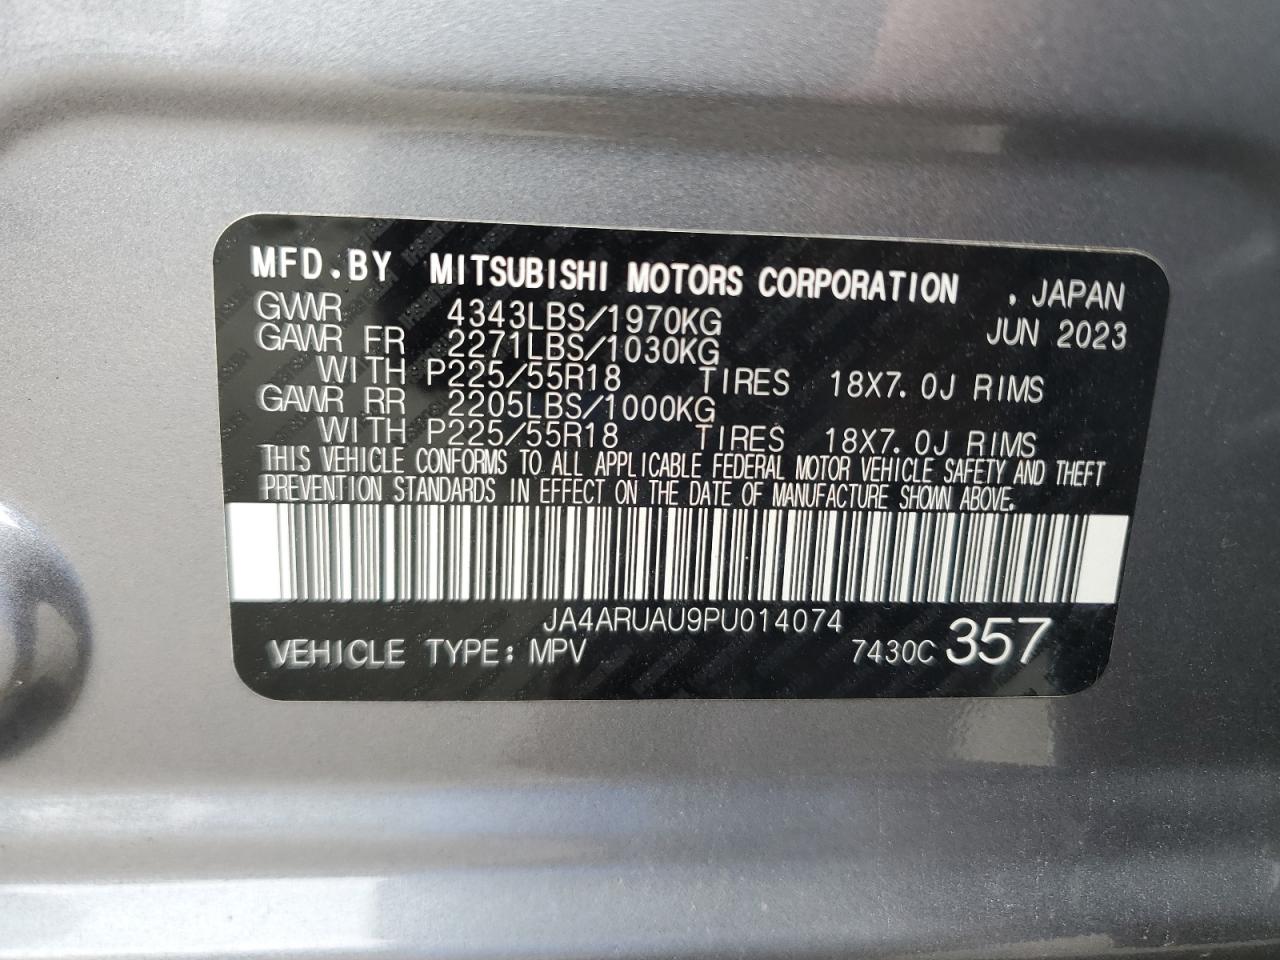 MFD.BY MITSUBISHI MOTORS CORPORATION . JAPAN
GVWR 4343LBS/1970KG JUN 2023
GAWR FR 2271LBS/1030KG
WITH P225/55R18 TIRES 18X7.0J RIMS
GAWR RR 2205LBS/1000KG
WITH P225/55R18 TIRES 18X7.0J RIMS
THIS VEHICLE CONFORMS TO ALL APPLICABLE FEDERAL MOTOR VEHICLE SAFETY AND THEFT
PREVENTION STANDARDS IN EFFECT ON THE DATE OF MANUFACTURE SHOWN ABOVE.
JA4ARUAU9PU014074
VEHICLE TYPE: MPV 7430C 357